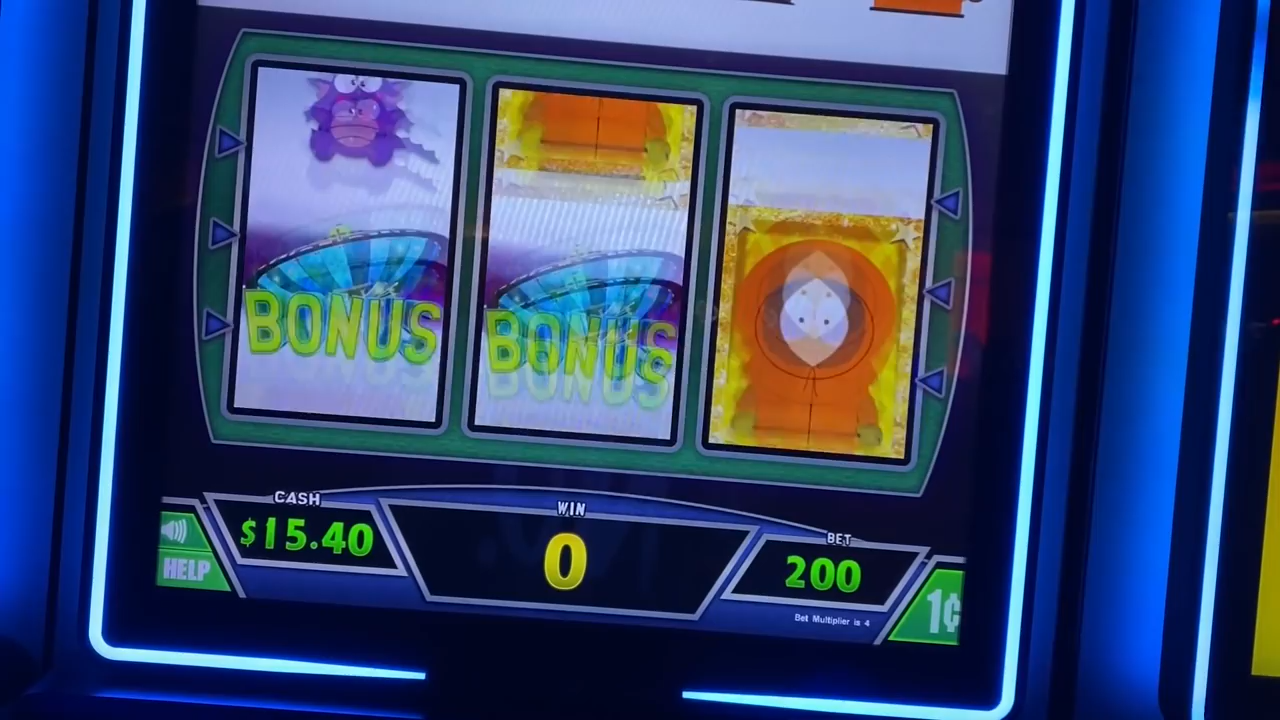 BONUS
BONUS
CASH
$15.40
WIN
0
BET
200
HELP
Bet Multiplier is 4
1¢